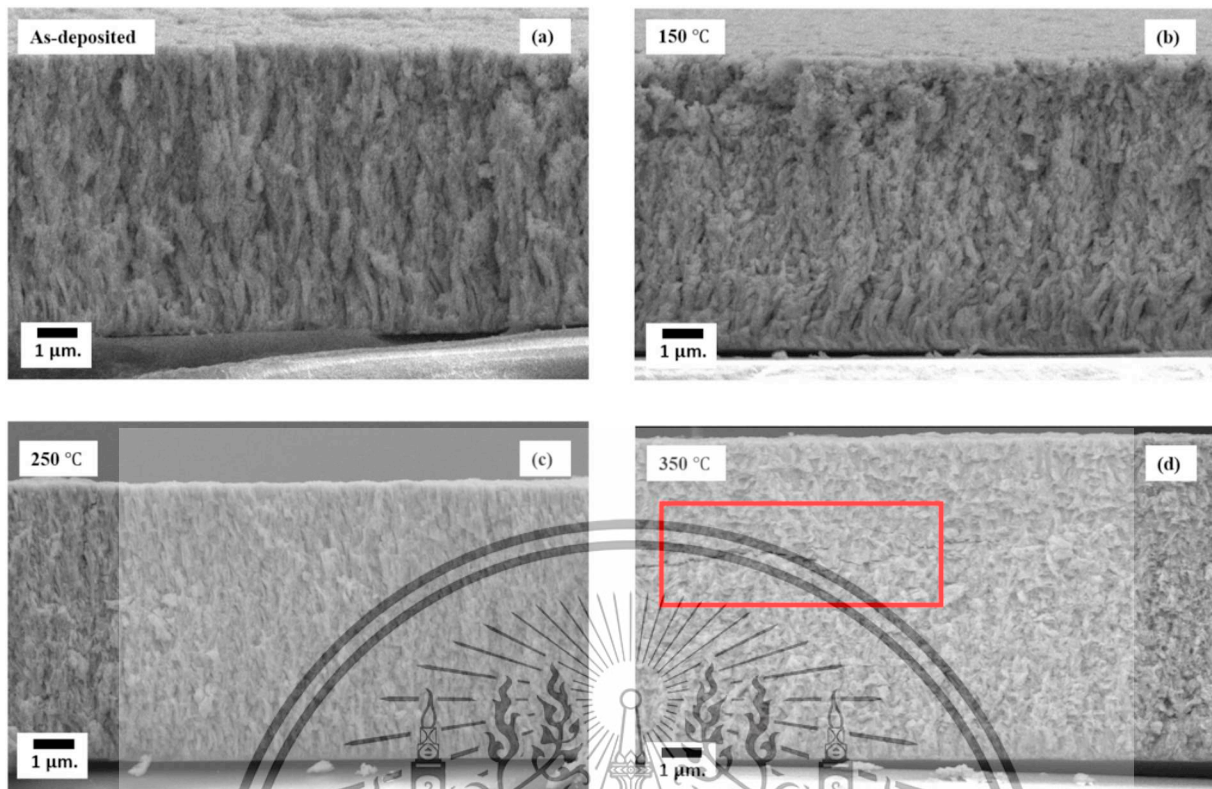 As-deposited
(a)
1 μm.
150 °C
(b)
1 μm.
250 °C
(c)
1 μm.
350 °C
(d)
1 μm.